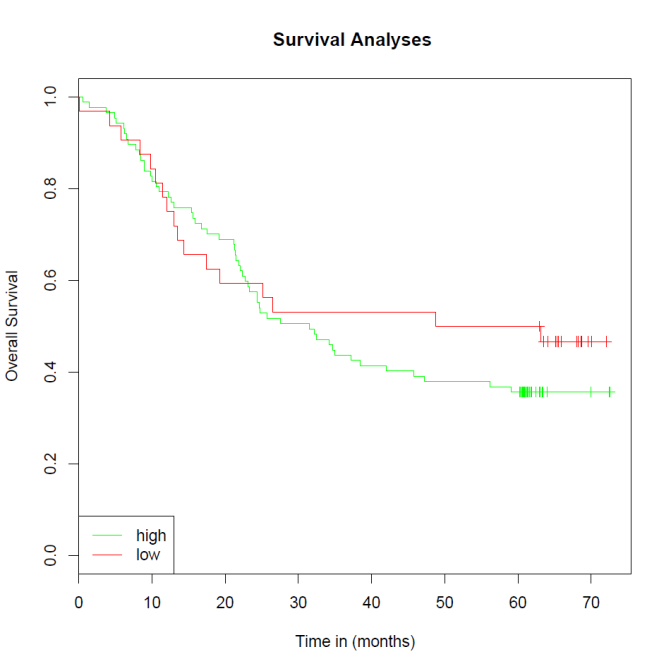 Survival Analyses
Overall Survival
1.0
0.8
0.6
0.4
0.2
0.0
high
low
0 10 20 30 40 50 60 70
Time in (months)